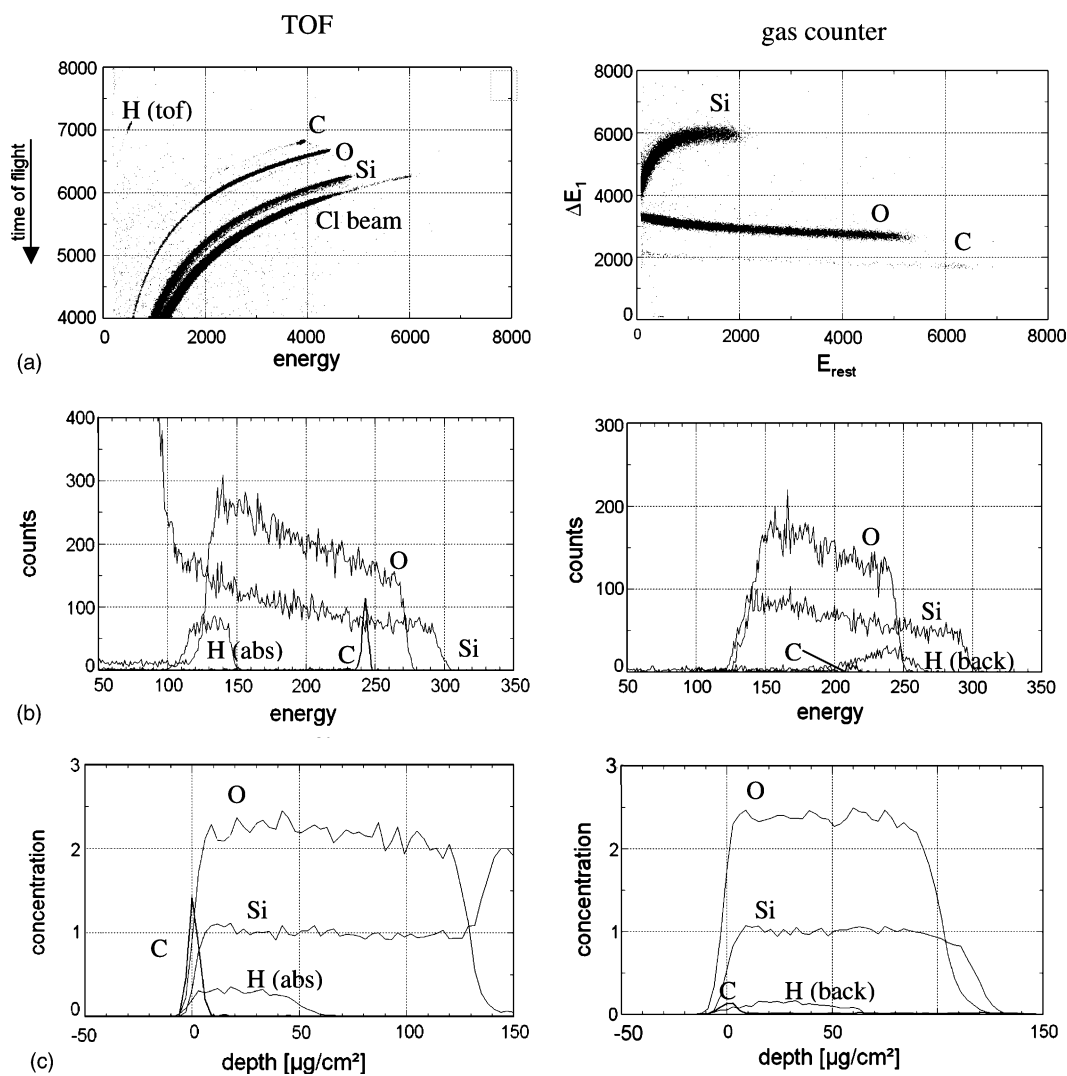 TOF
gas counter
8000
7000
6000
5000
4000
time of flight
H (tof)
C
O
Si
Cl beam
0 2000 4000 6000 8000
energy
(a)
8000
6000
4000
2000
0
ΔE1
Si
O
C
0 2000 4000 6000 8000
Erest
400
300
200
100
0
counts
O
H (abs)
C
Si
50 100 150 200 250 300 350
energy
(b)
300
200
100
0
counts
O
Si
C
H (back)
50 100 150 200 250 300 350
energy
3
2
1
0
concentration
O
Si
C
H (abs)
-50 0 50 100 150
depth [µg/cm²]
(c)
3
2
1
0
concentration
O
Si
C
H (back)
-50 0 50 150
depth [µg/cm²]